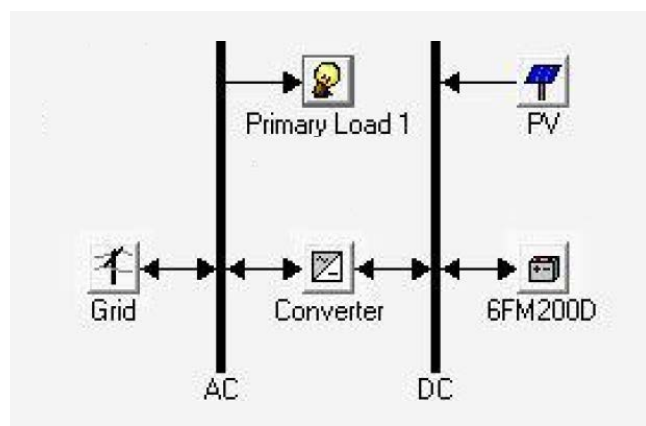 Primary Load 1
PV
Grid
Converter
6FM200D
AC
DC